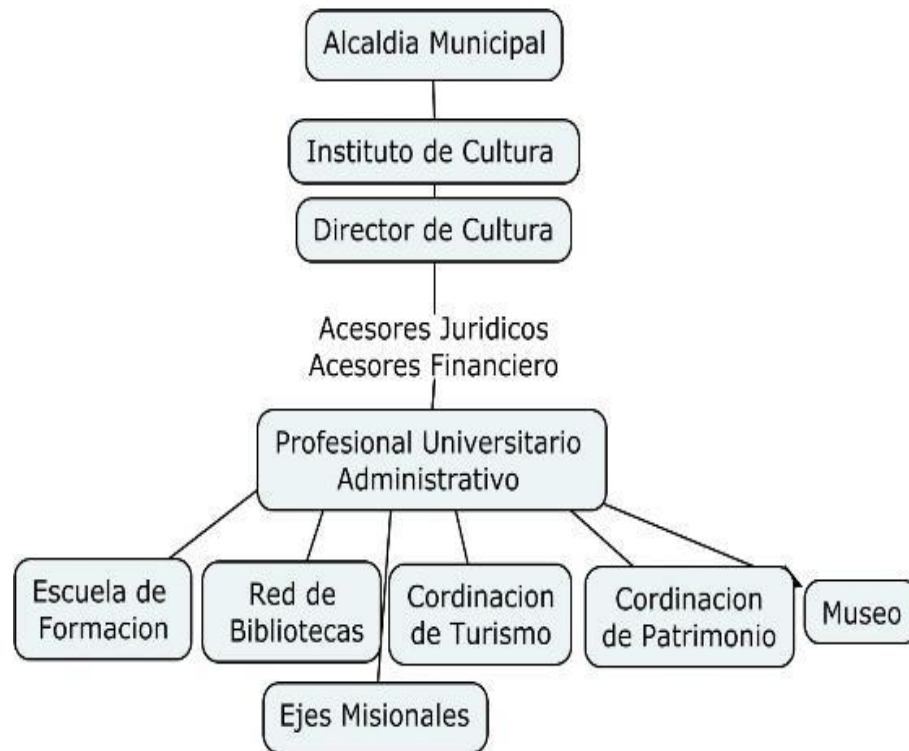 Alcaldia Municipal
Instituto de Cultura
Director de Cultura
Acesores Juridicos
Acesores Financiero
Profesional Universitario
Administrativo
Escuela de
Formacion
Red de
Bibliotecas
Cordinacion
de Turismo
Cordinacion
de Patrimonio
Museo
Ejes Misionales